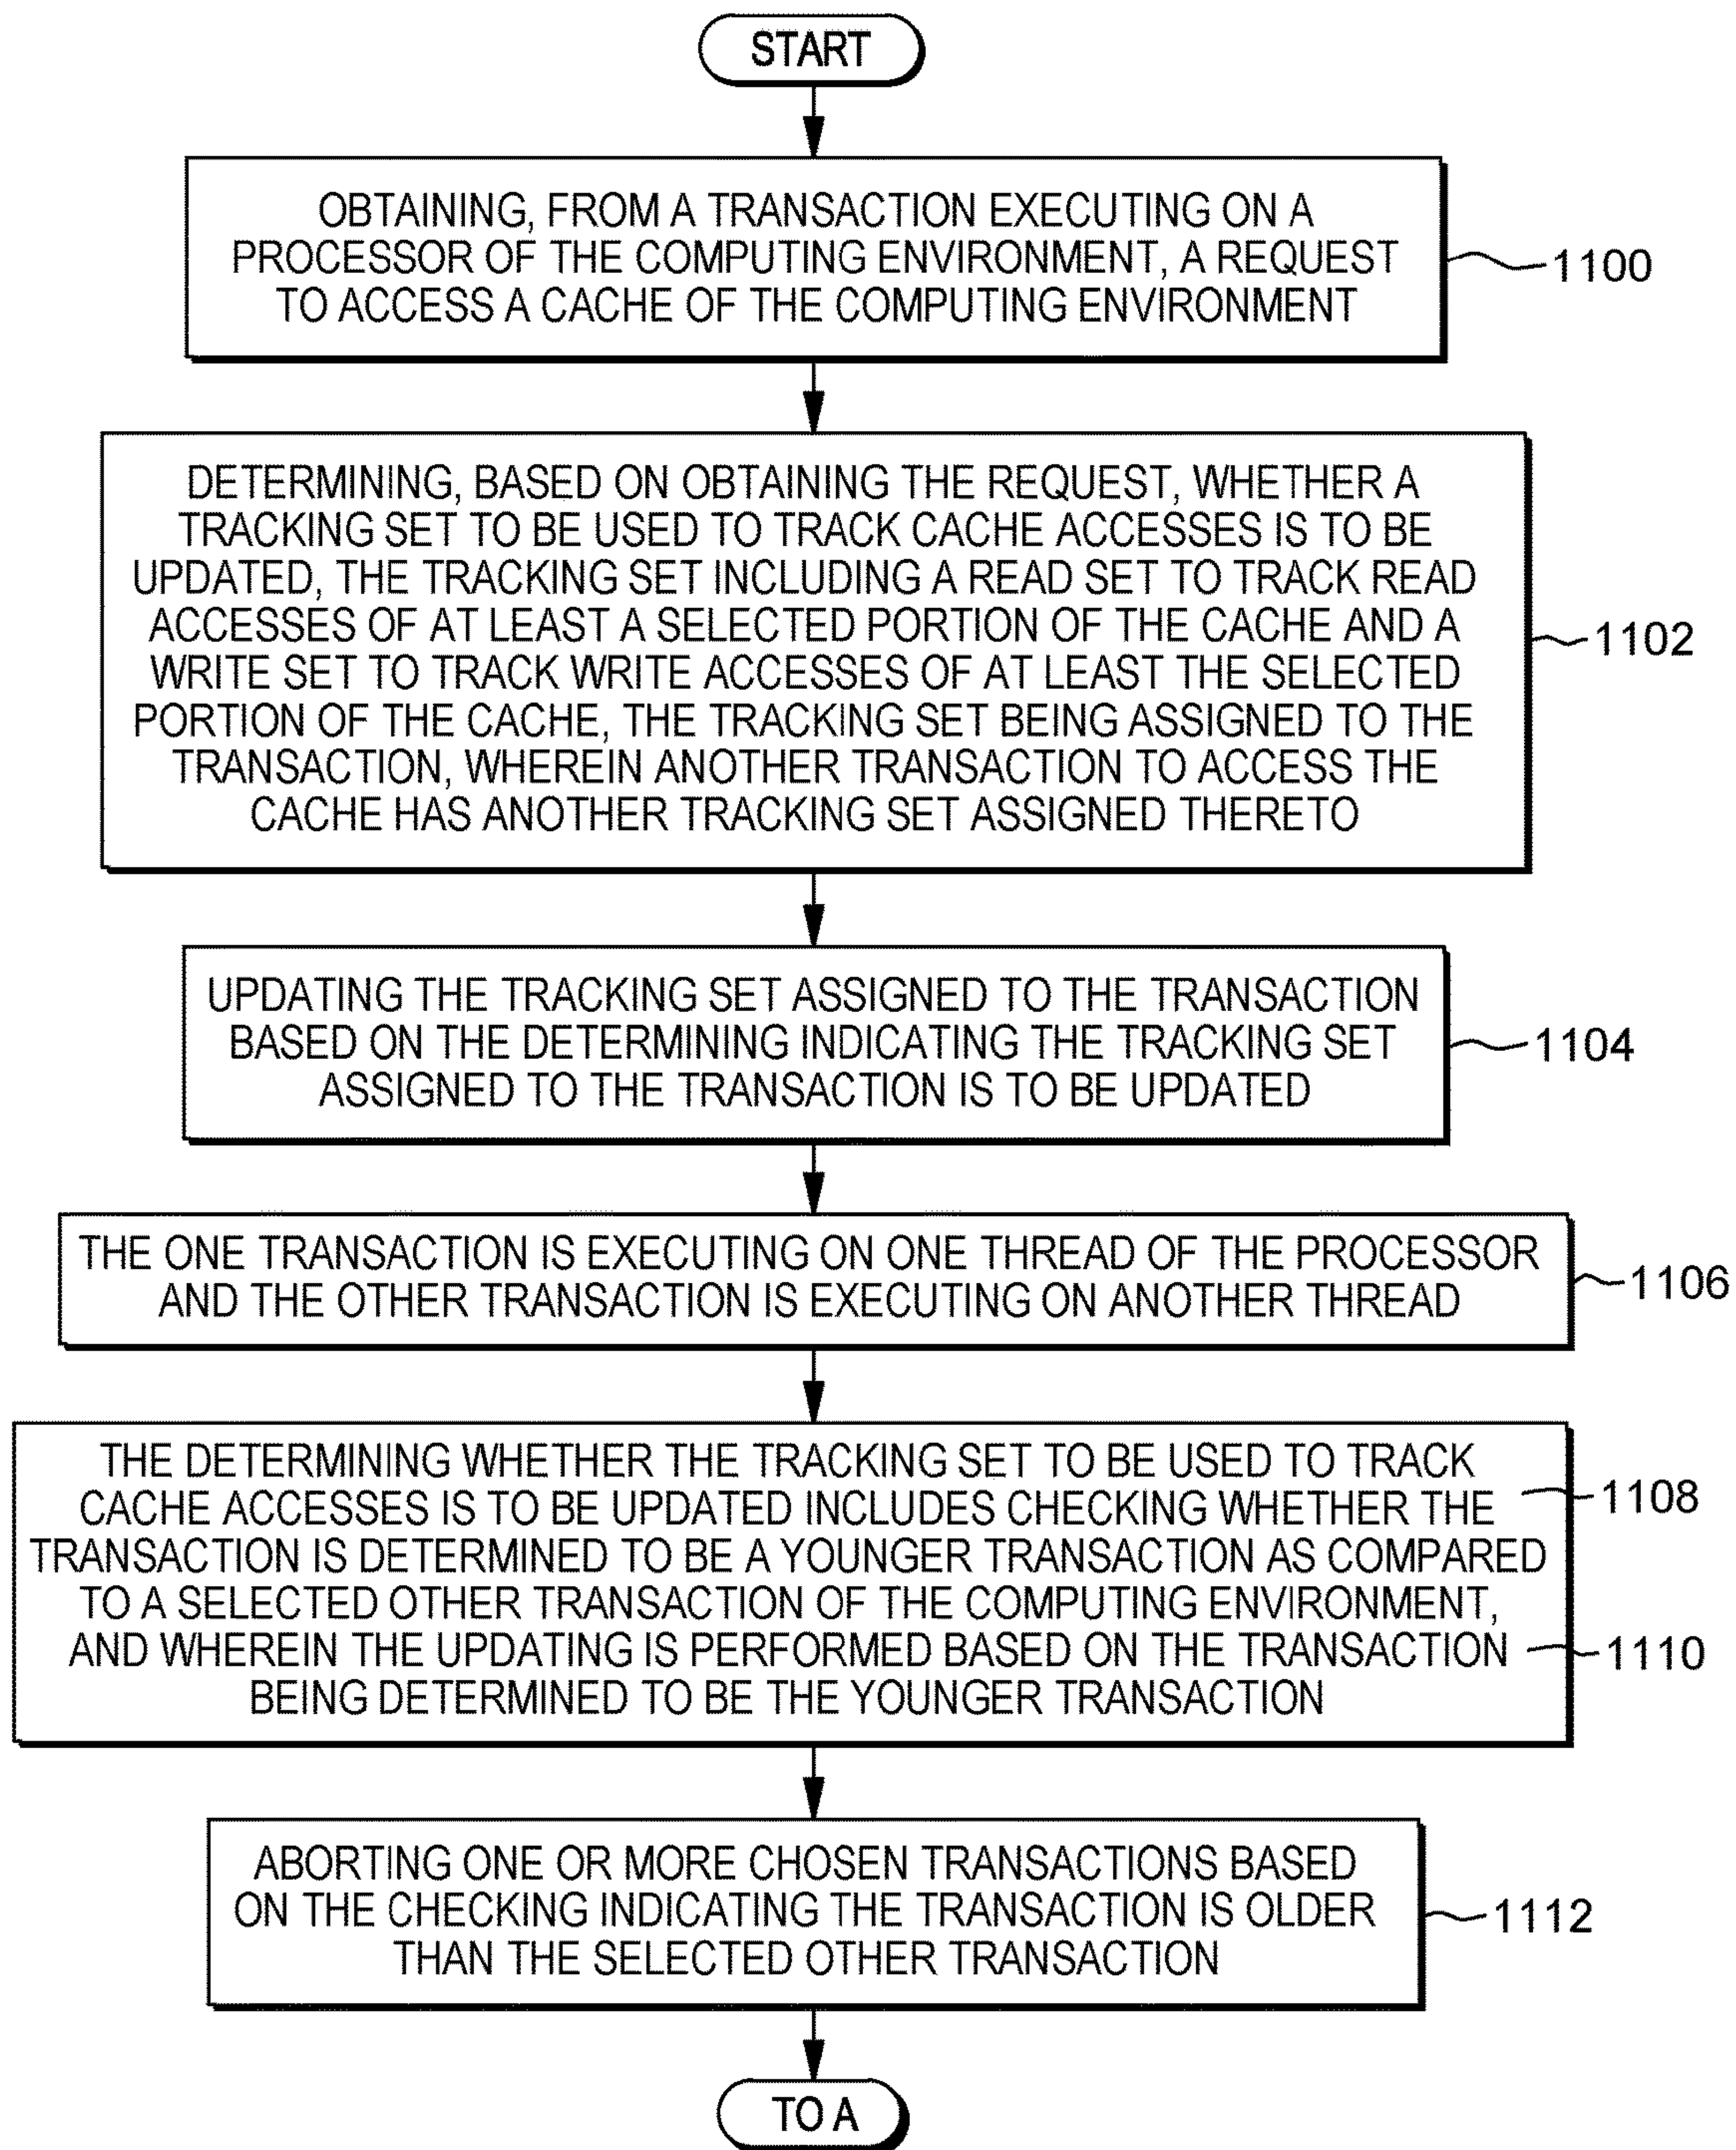 START
OBTAINING, FROM A TRANSACTION EXECUTING ON A
PROCESSOR OF THE COMPUTING ENVIRONMENT, A REQUEST
TO ACCESS A CACHE OF THE COMPUTING ENVIRONMENT
1100
DETERMINING, BASED ON OBTAINING THE REQUEST, WHETHER A
TRACKING SET TO BE USED TO TRACK CACHE ACCESSES IS TO BE
UPDATED, THE TRACKING SET INCLUDING A READ SET TO TRACK READ
ACCESSES OF AT LEAST A SELECTED PORTION OF THE CACHE AND A
WRITE SET TO TRACK WRITE ACCESSES OF AT LEAST THE SELECTED
PORTION OF THE CACHE, THE TRACKING SET BEING ASSIGNED TO THE
TRANSACTION, WHEREIN ANOTHER TRANSACTION TO ACCESS THE
CACHE HAS ANOTHER TRACKING SET ASSIGNED THERETO
1102
UPDATING THE TRACKING SET ASSIGNED TO THE TRANSACTION
BASED ON THE DETERMINING INDICATING THE TRACKING SET
ASSIGNED TO THE TRANSACTION IS TO BE UPDATED
1104
THE ONE TRANSACTION IS EXECUTING ON ONE THREAD OF THE PROCESSOR
AND THE OTHER TRANSACTION IS EXECUTING ON ANOTHER THREAD
1106
THE DETERMINING WHETHER THE TRACKING SET TO BE USED TO TRACK
CACHE ACCESSES IS TO BE UPDATED INCLUDES CHECKING WHETHER THE
1108
TRANSACTION IS DETERMINED TO BE A YOUNGER TRANSACTION AS COMPARED
TO A SELECTED OTHER TRANSACTION OF THE COMPUTING ENVIRONMENT,
AND WHEREIN THE UPDATING IS PERFORMED BASED ON THE TRANSACTION
1110
BEING DETERMINED TO BE THE YOUNGER TRANSACTION
ABORTING ONE OR MORE CHOSEN TRANSACTIONS BASED
ON THE CHECKING INDICATING THE TRANSACTION IS OLDER
THAN THE SELECTED OTHER TRANSACTION
1112
TO A